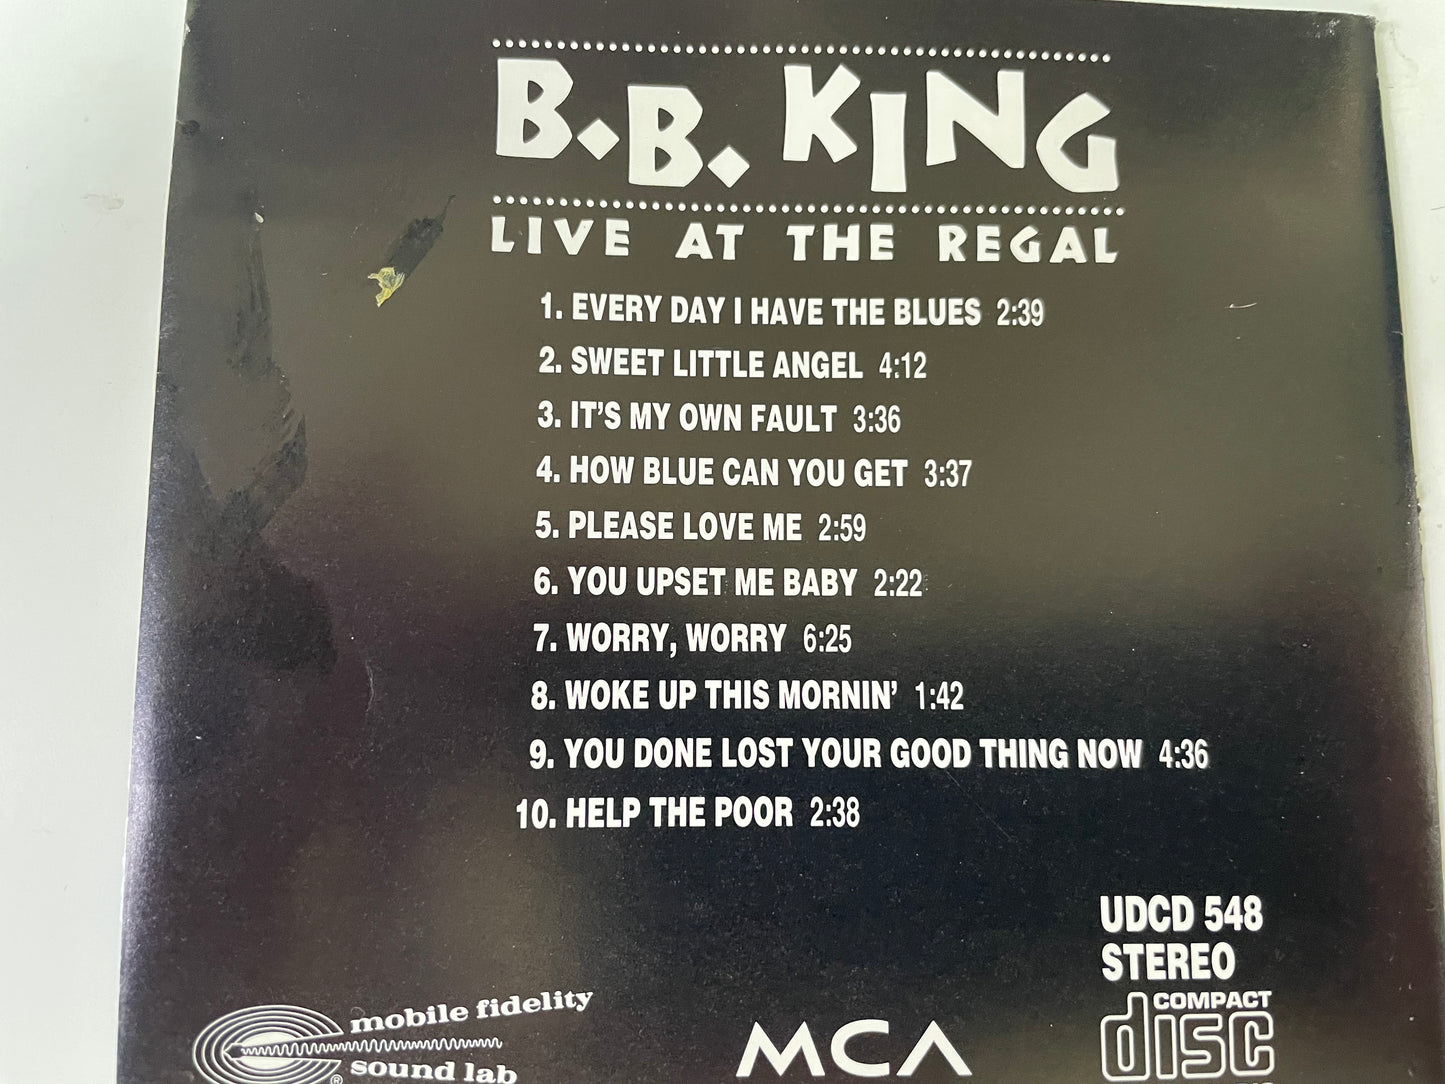 B.B. KING
LIVE AT THE REGAL
1. EVERY DAY I HAVE THE BLUES 2:39
2. SWEET LITTLE ANGEL 4:12
3. IT'S MY OWN FAULT 3:36
4. HOW BLUE CAN YOU GET 3:37
5. PLEASE LOVE ME 2:59
6. YOU UPSET ME BABY 2:22
7. WORRY, WORRY 6:25
8. WOKE UP THIS MORNIN' 1:42
9. YOU DONE LOST YOUR GOOD THING NOW 4:36
10. HELP THE POOR 2:38
UDCD 548
STEREO
mobile fidelity
sound lab
®
MCA
COMPACT
disc